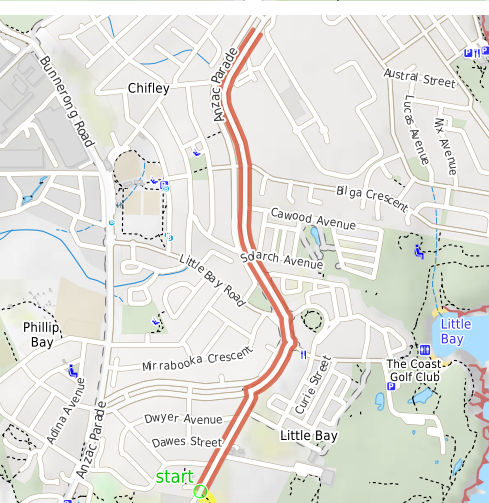 Austral Street
Anzac Parade
Chifley
Bunnerong Road
Lucas Avenue
Mx Avenue
Bilga Crescent
Cawood Avenue
Solarch Avenue
Little Bay Road
Little
Bay
Phillip
Bay
Mirrabooka Crescent
The Coast
Golf Club
Curie Street
Adina Avenue
Anzac Parade
Dwyer Avenue
Dawes Street
Little Bay
start